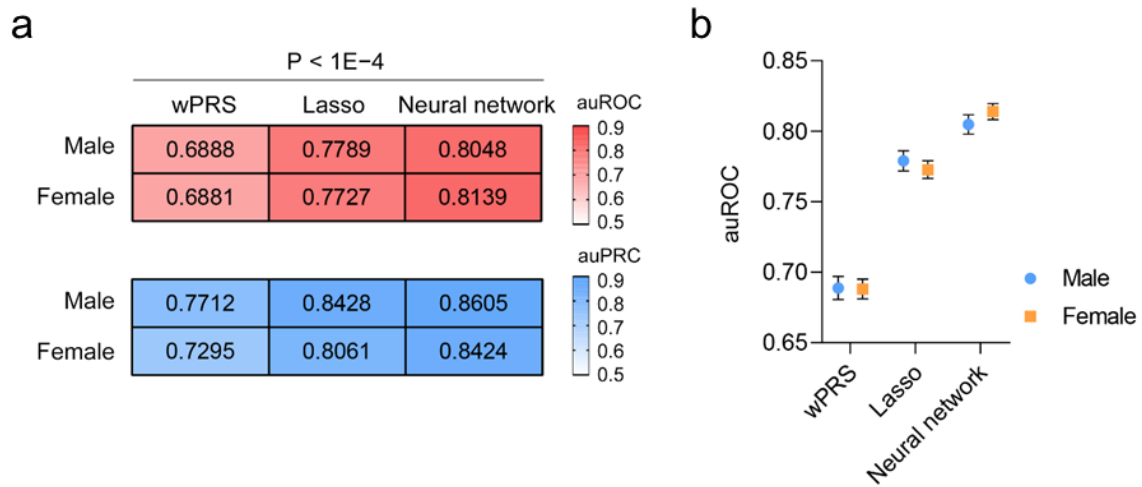 a
P < 1E−4
wPRS Lasso Neural network auROC
Male 0.6888 0.7789 0.8048
Female 0.6881 0.7727 0.8139
0.9
0.8
0.7
0.6
0.5
auPRC
Male 0.7712 0.8428 0.8605
Female 0.7295 0.8061 0.8424
0.9
0.8
0.7
0.6
0.5
b
auROC
0.85
0.80
0.75
0.70
0.65
wPRS
Lasso
Neural network
Male
Female